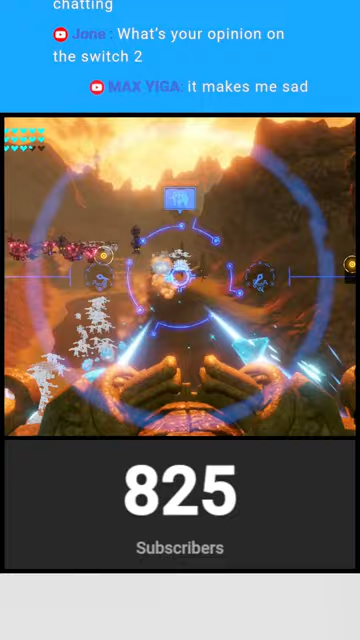 chatting
Jone : What's your opinion on
the switch 2
MAX YIGA: it makes me sad
825
Subscribers